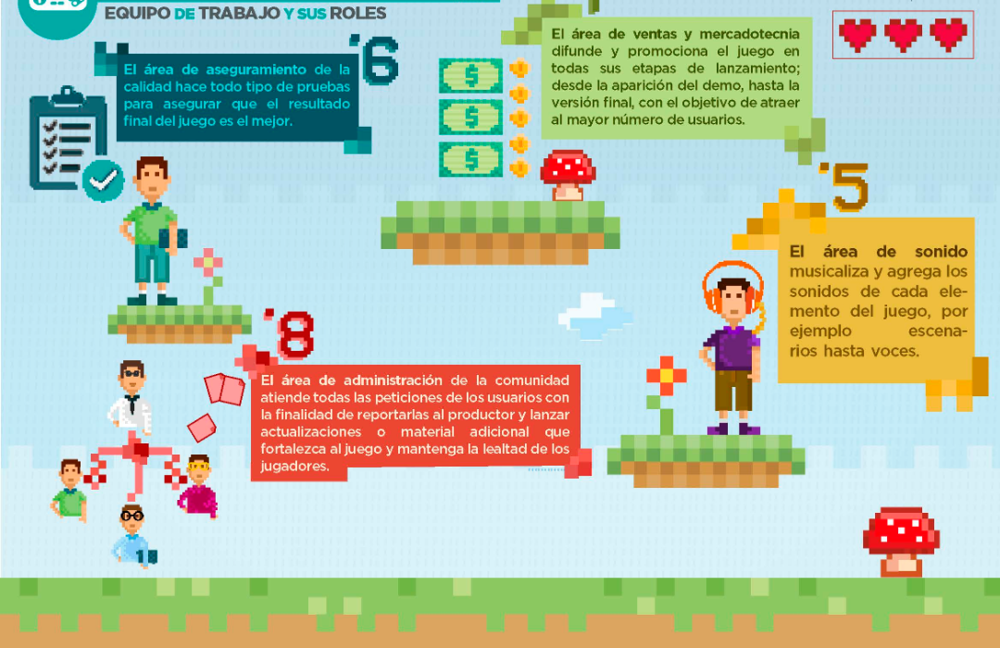 EQUIPO DE TRABAJO Y SUS ROLES
6
El área de aseguramiento de la
calidad hace todo tipo de pruebas
para asegurar que el resultado
final del juego es el mejor.
El área de ventas y mercadotecnia
difunde y promociona el juego en
todas sus etapas de lanzamiento;
desde la aparición del demo, hasta la
versión final, con el objetivo de atraer
al mayor número de usuarios.
$
$
$
5
El área de sonido
musicaliza y agrega los
sonidos de cada ele-
mento del juego, por
ejemplo escena-
rios hasta voces.
8
El área de administración de la comunidad
atiende todas las peticiones de los usuarios con
la finalidad de reportarlas al productor y lanzar
actualizaciones o material adicional que
fortalezca al juego y mantenga la lealtad de los
jugadores.